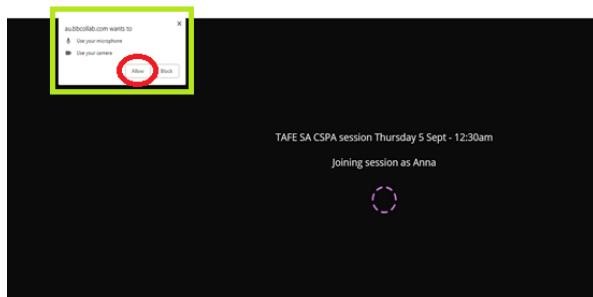 au.bbcollab.com wants to
Use your microphone
Use your camera
Allow
Block
TAFE SA CSPA session Thursday 5 Sept - 12:30am
Joining session as Anna